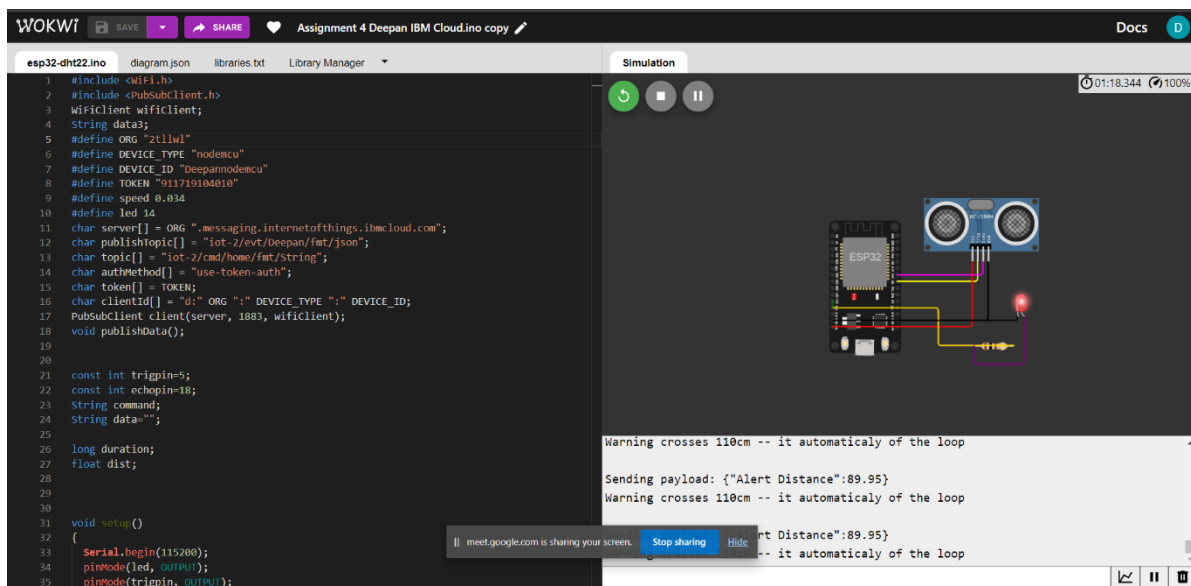 WOKWi SAVE SHARE Assignment 4 Deepan IBM Cloud.ino copy Docs D
esp32-dht22.ino diagram.json libraries.txt Library Manager
1 #include <WiFi.h>
2 #include <PubSubClient.h>
3 WiFiClient wifiClient;
4 String data3;
5 #define ORG "2tllwl"
6 #define DEVICE_TYPE "nodemcu"
7 #define DEVICE_ID "Deepannodemcu"
8 #define TOKEN "911719104010"
9 #define speed 0.034
10 #define led 14
11 char server[] = ORG ".messaging.internetofthings.ibmcloud.com";
12 char publishTopic[] = "iot-2/evt/Deepan/fmt/json";
13 char topic[] = "iot-2/cmd/home/fmt/String";
14 char authMethod[] = "use-token-auth";
15 char token[] = TOKEN;
16 char clientId[] = "d:" ORG ":" DEVICE_TYPE ":" DEVICE_ID;
17 PubSubClient client(server, 1883, wifiClient);
18 void publishData();
19
20
21 const int trigpin=5;
22 const int echopin=18;
23 String command;
24 String data="";
25
26 long duration;
27 float dist;
28
29
30
31 void setup()
32 {
33 Serial.begin(115200);
34 pinMode(led, OUTPUT);
35 pinMode(trigpin, OUTPUT);
Simulation
01:18.344 100%
HC-SR04
ESP32
Warning crosses 110cm -- it automaticaly of the loop
Sending payload: {"Alert Distance":89.95}
Warning crosses 110cm -- it automaticaly of the loop
rt Distance":89.95}
-- it automaticaly of the loop
meet.google.com is sharing your screen. Stop sharing Hide